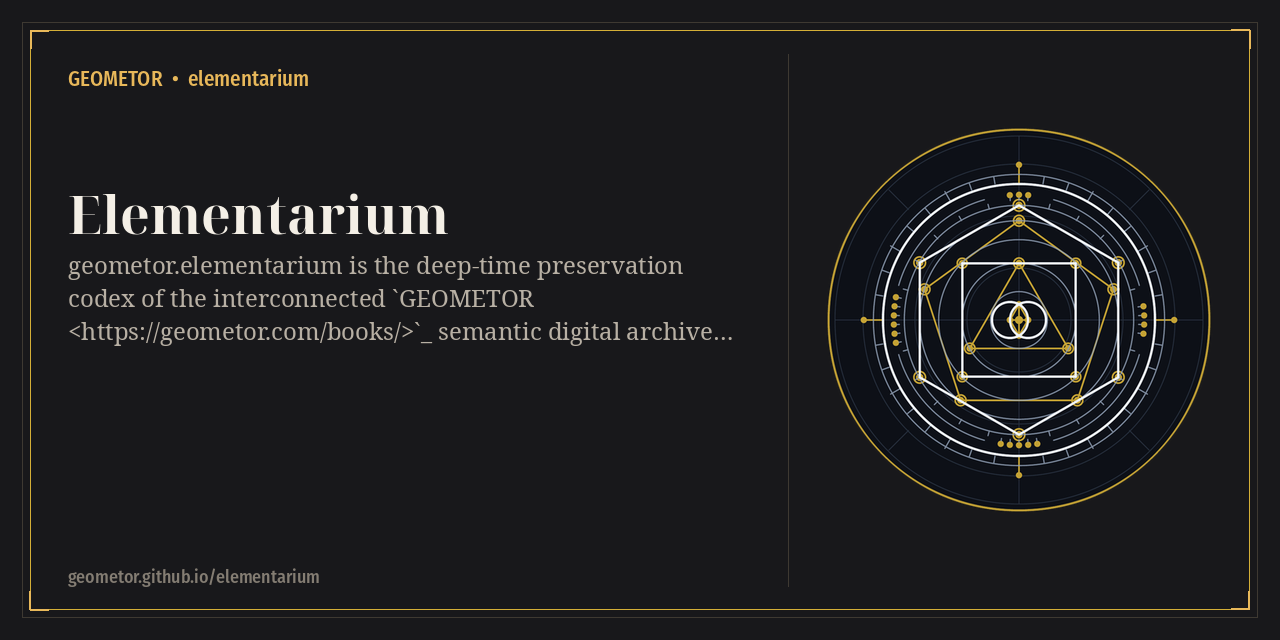 GEOMETOR • elementarium
Elementarium
geometor.elementarium is the deep-time preservation
codex of the interconnected `GEOMETOR
<https://geometor.com/books/>`_ semantic digital archive…
geometor.github.io/elementarium